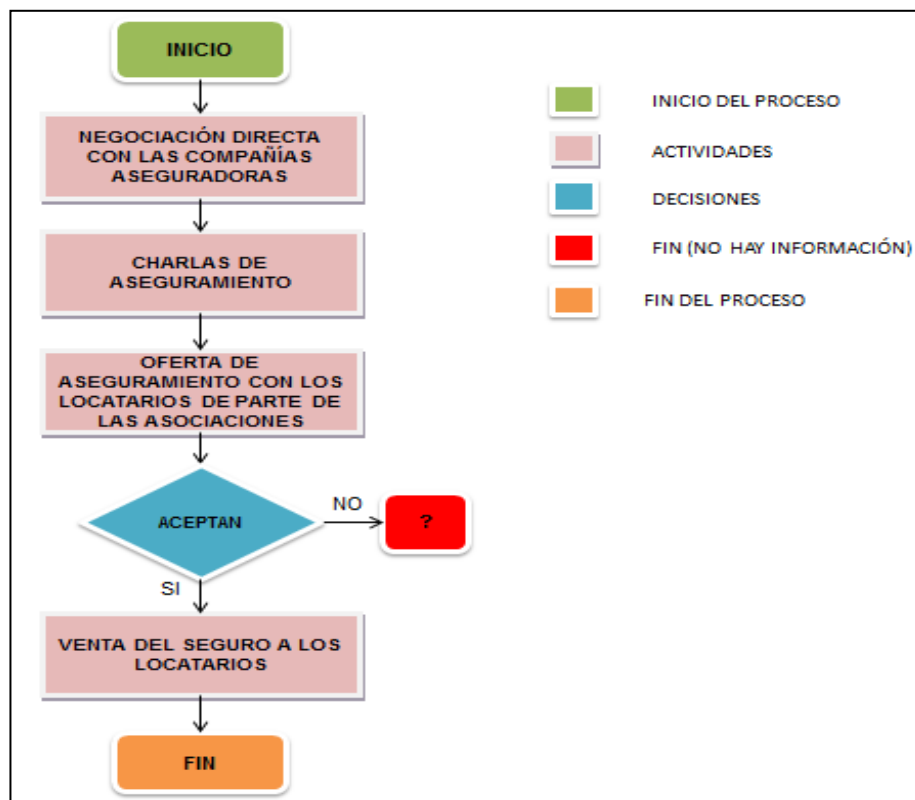 INICIO
NEGOCIACIÓN DIRECTA
CON LAS COMPAÑÍAS
ASEGURADORAS
CHARLAS DE
ASEGURAMIENTO
OFERTA DE
ASEGURAMIENTO CON LOS
LOCATARIOS DE PARTE DE
LAS ASOCIACIONES
ACEPTAN
NO
?
SI
VENTA DEL SEGURO A LOS
LOCATARIOS
FIN
INICIO DEL PROCESO
ACTIVIDADES
DECISIONES
FIN (NO HAY INFORMACIÓN)
FIN DEL PROCESO